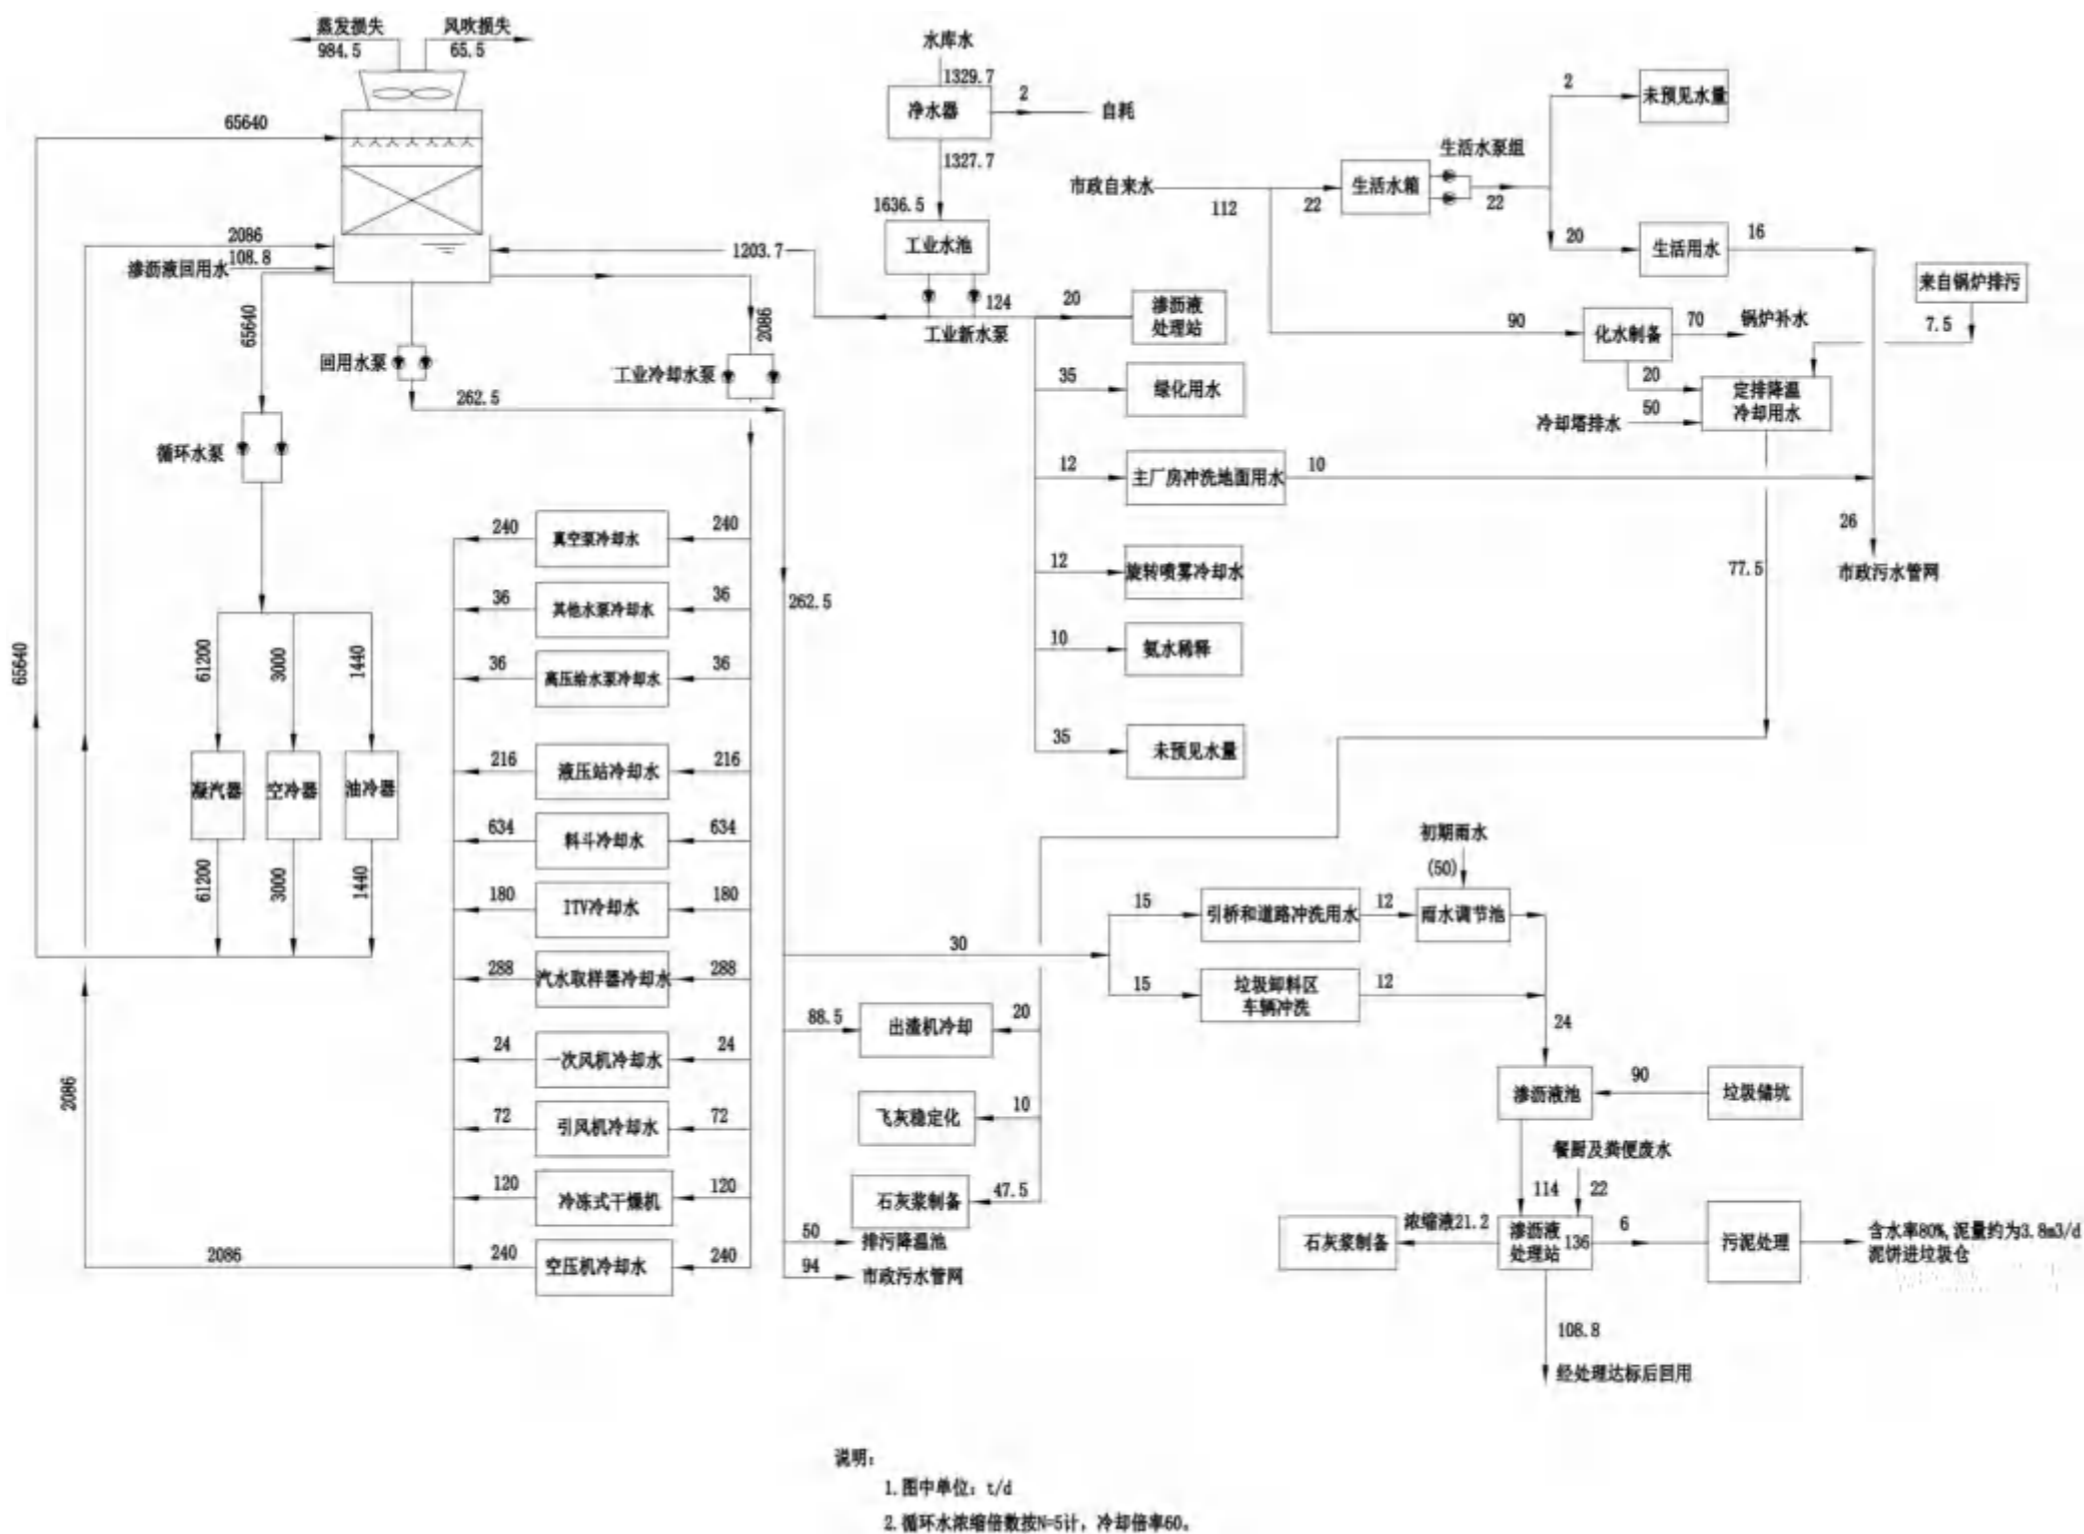 蒸发损失
984.5
风吹损失
65.5
65640
2086
渗沥液回用水
108.8
65640
回用水泵
262.5
工业冷却水泵
2086
循环水泵
61200
3000
1440
凝汽器
空冷器
油冷器
61200
3000
1440
65640
2086
2086
240
真空泵冷却水
240
36
其他水泵冷却水
36
36
高压给水泵冷却水
36
216
液压站冷却水
216
634
料斗冷却水
634
180
ITV冷却水
180
288
汽水取样器冷却水
288
24
一次风机冷却水
24
72
引风机冷却水
72
120
冷冻式干燥机
120
240
空压机冷却水
240
262.5
水库水
1329.7
净水器
2
自耗
1327.7
1636.5
工业水池
1203.7
124
工业新水泵
20
渗沥液
处理站
35
绿化用水
12
主厂房冲洗地面用水
10
12
旋转喷雾冷却水
10
氨水稀释
35
未预见水量
市政自来水
112
22
生活水箱
生活水泵组
22
2
未预见水量
20
生活用水
16
90
化水制备
70
锅炉补水
来自锅炉排污
7.5
20
定排降温
冷却用水
冷却塔排水
50
26
市政污水管网
77.5
30
15
引桥和道路冲洗用水
12
初期雨水
(50)
雨水调节池
15
垃圾卸料区
车辆冲洗
12
24
88.5
出渣机冷却
20
飞灰稳定化
10
石灰浆制备
47.5
50
排污降温池
94
市政污水管网
渗沥液池
90
垃圾储坑
餐厨及粪便废水
114
22
石灰浆制备
浓缩液21.2
渗沥液
处理站
136
6
污泥处理
含水率80%,泥量约为3.8m3/d
泥饼进垃圾仓
108.8
经处理达标后回用
说明:
1.图中单位: t/d
2.循环水浓缩倍数按N=5计, 冷却倍率60。